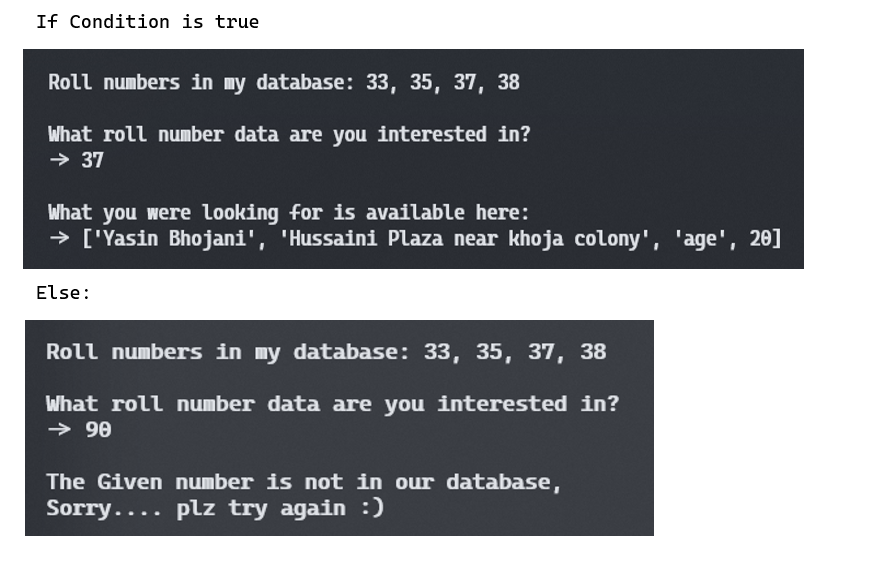 If Condition is true
Roll numbers in my database: 33, 35, 37, 38
What roll number data are you interested in?
→ 37
What you were looking for is available here:
→ ['Yasin Bhojani', 'Hussaini Plaza near khoja colony', 'age', 20]
Else:
Roll numbers in my database: 33, 35, 37, 38
What roll number data are you interested in?
→ 90
The Given number is not in our database,
Sorry.... plz try again :)